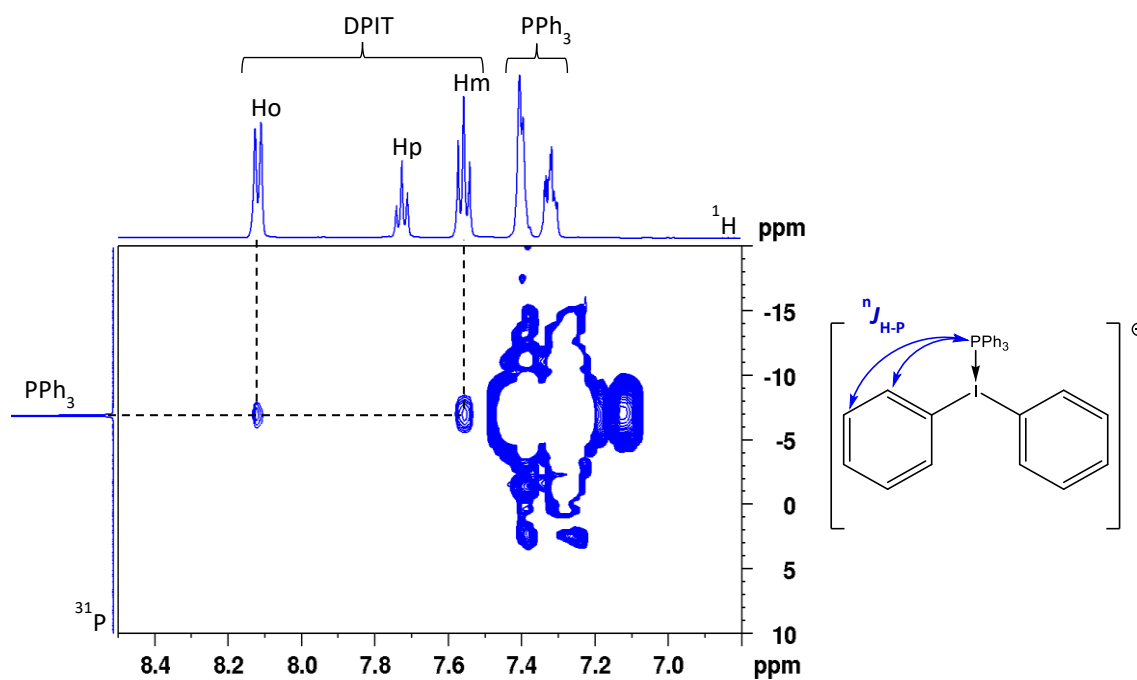 DPIT
PPh₃
Ho
Hp
Hm
¹H
ppm
-15
-10
-5
0
5
10
ppm
PPh₃
³¹P
8.4
8.2
8.0
7.8
7.6
7.4
7.2
7.0
ⁿJ_H-P
PPh₃
I
⊕